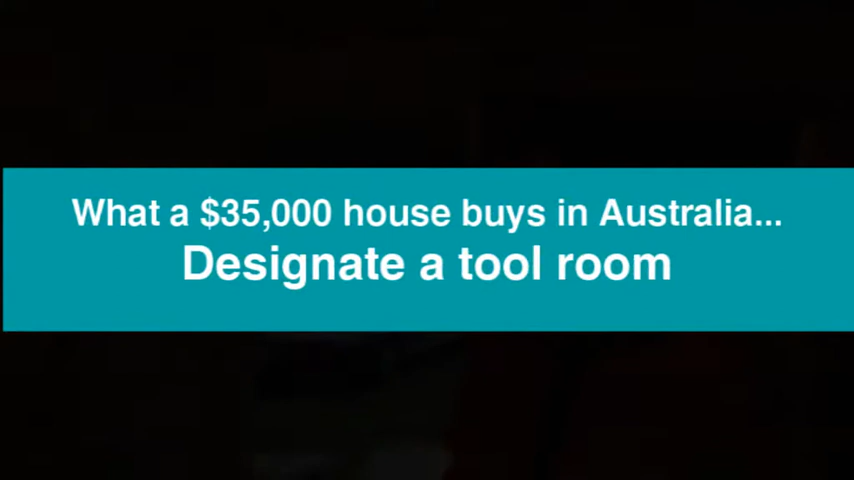 What a $35,000 house buys in Australia...
Designate a tool room